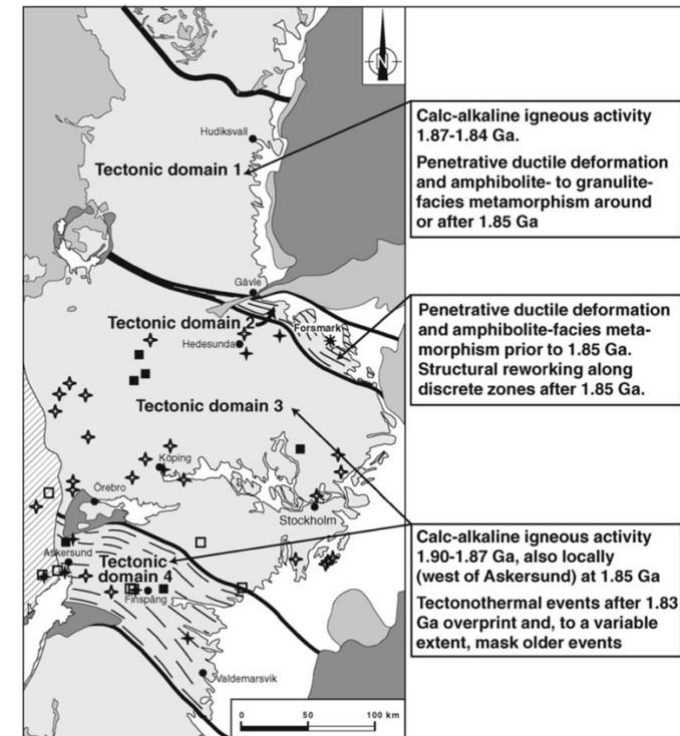 N
Hudiksvall
Tectonic domain 1
Calc-alkaline igneous activity
1.87-1.84 Ga.
Penetrative ductile deformation
and amphibolite- to granulite-
facies metamorphism around
or after 1.85 Ga
Gävle
Tectonic domain 2
Forsmark
Hedesunda
Penetrative ductile deformation
and amphibolite-facies meta-
morphism prior to 1.85 Ga.
Structural reworking along
discrete zones after 1.85 Ga.
Tectonic domain 3
Köping
Örebro
Stockholm
Askersund
Tectonic
domain 4
Finspång
Calc-alkaline igneous activity
1.90-1.87 Ga, also locally
(west of Askersund) at 1.85 Ga
Tectonothermal events after 1.83
Ga overprint and, to a variable
extent, mask older events
Valdemarsvik
0 50 100 km